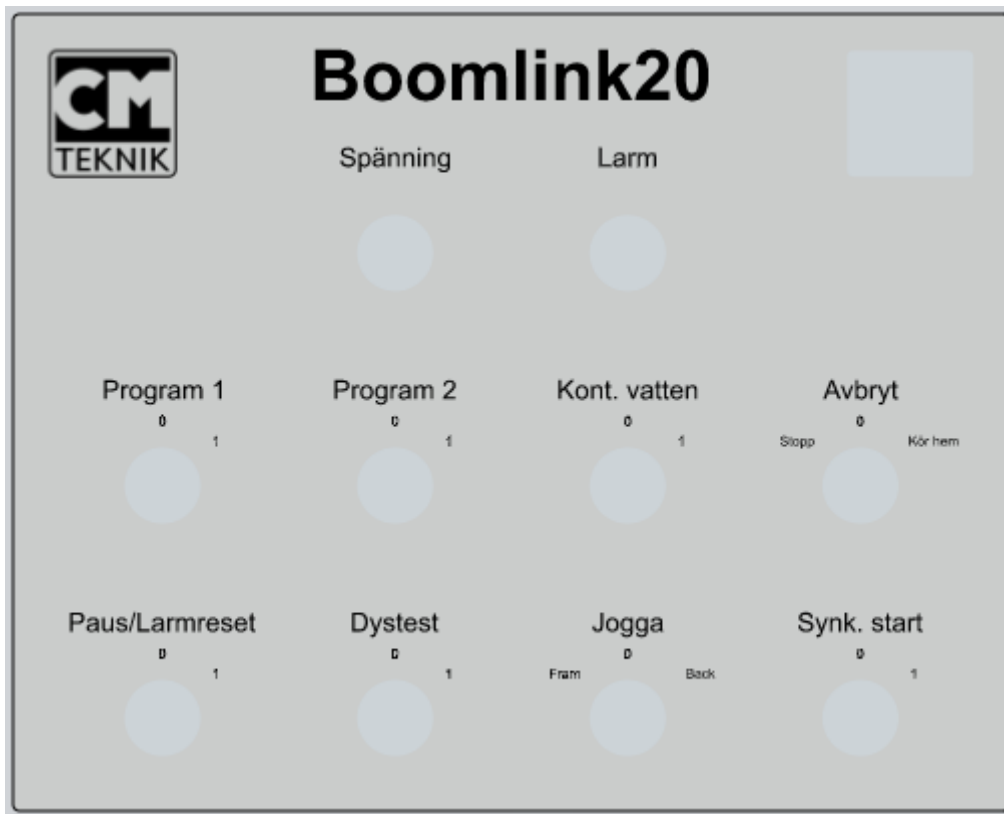 CM
TEKNIK
Boomlink20
Spänning Larm
Program 1 Program 2 Kont. vatten Avbryt
0 0 0 0
1 1 1 Stopp Kör hem
Paus/Larmreset Dystest Jogga Synk. start
0 0 0 0
1 1 Fram Back 1